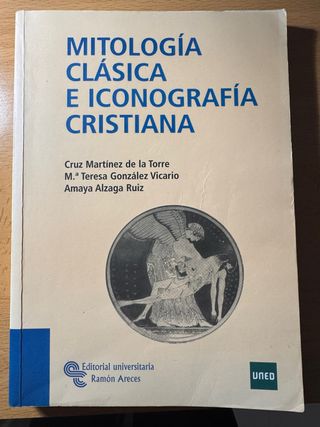 MITOLOGÍA
CLÁSICA
E ICONOGRAFÍA
CRISTIANA
Cruz Martínez de la Torre
M.ª Teresa González Vicario
Amaya Alzaga Ruiz
Editorial universitaria
Ramón Areces
UNED